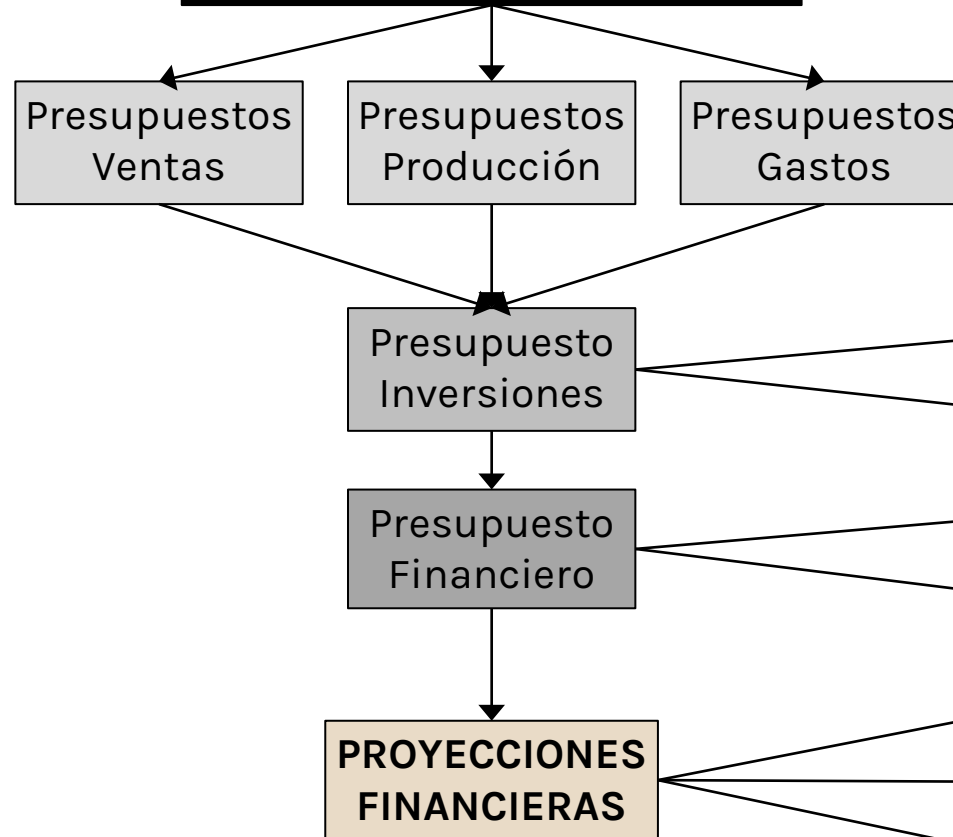 Presupuestos
Ventas
Presupuestos
Producción
Presupuestos
Gastos
Presupuesto
Inversiones
Presupuesto
Financiero
PROYECCIONES
FINANCIERAS